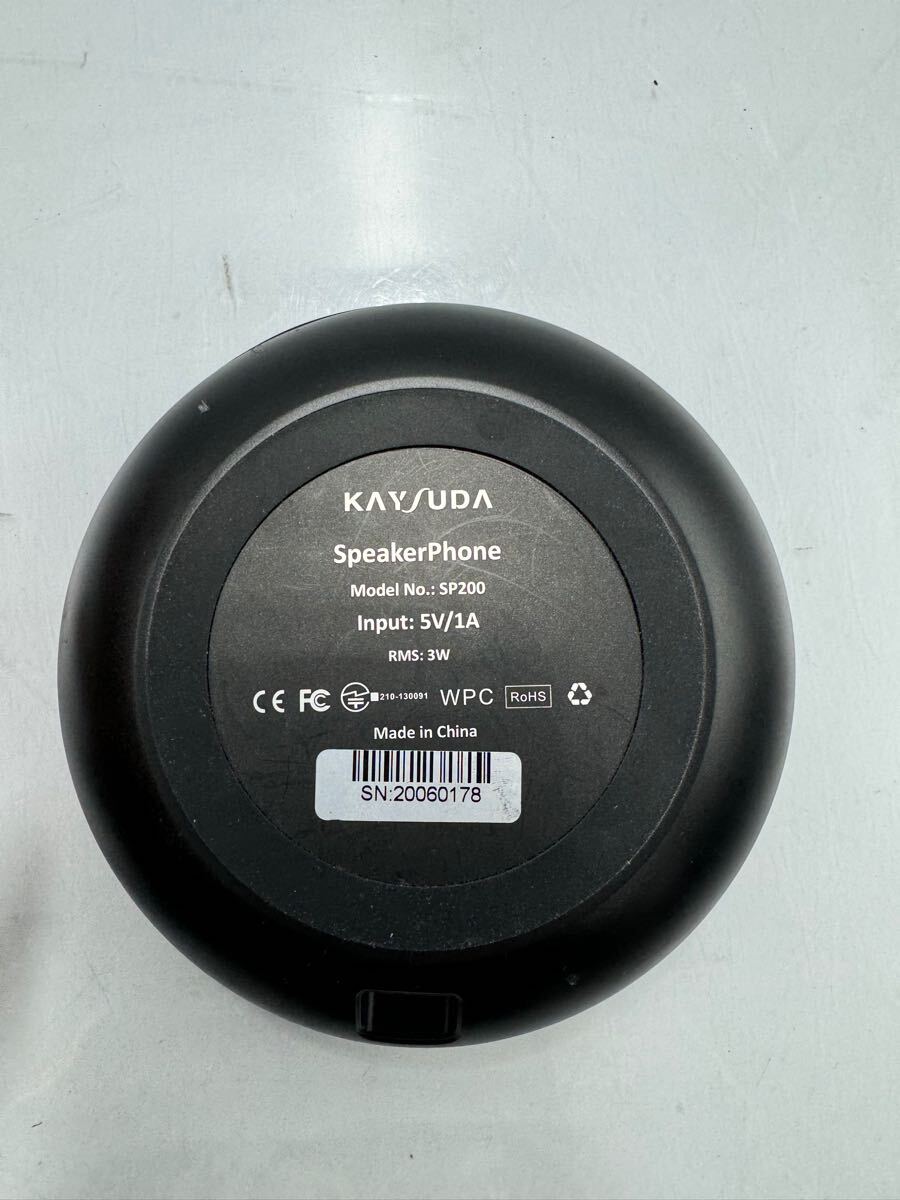 KAYSUDA
SpeakerPhone
Model No.: SP200
Input: 5V/1A
RMS: 3W
CE FC 210-130091 WPC RoHS
Made in China
SN:20060178